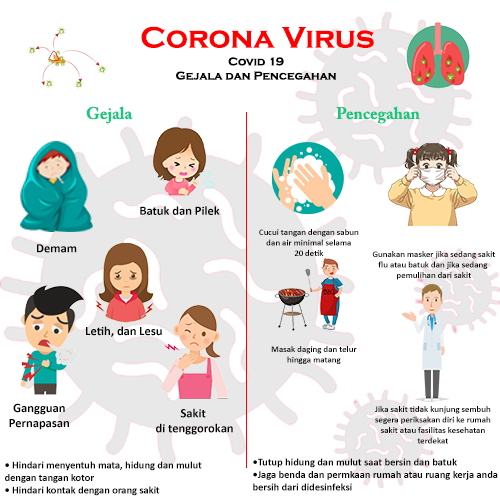 Corona Virus
Covid 19
Gejala dan Pencegahan
Gejala
Batuk dan Pilek
Demam
Letih, dan Lesu
Gangguan
Pernapasan
Sakit
di tenggorokan
• Hindari menyentuh mata, hidung dan mulut
dengan tangan kotor
• Hindari kontak dengan orang sakit
Pencegahan
Cucui tangan dengan sabun
dan air minimal selama
20 detik
Gunakan masker jika sedang sakit
flu atau batuk dan jika sedang
pemulihan dari sakit
Masak daging dan telur
hingga matang
Jika sakit tidak kunjung sembuh
segera periksakan diri ke rumah
sakit atau fasilitas kesehatan
terdekat
•Tutup hidung dan mulut saat bersin dan batuk
•Jaga benda dan permkaan rumah atau ruang kerja anda
bersih dari didesinfeksi